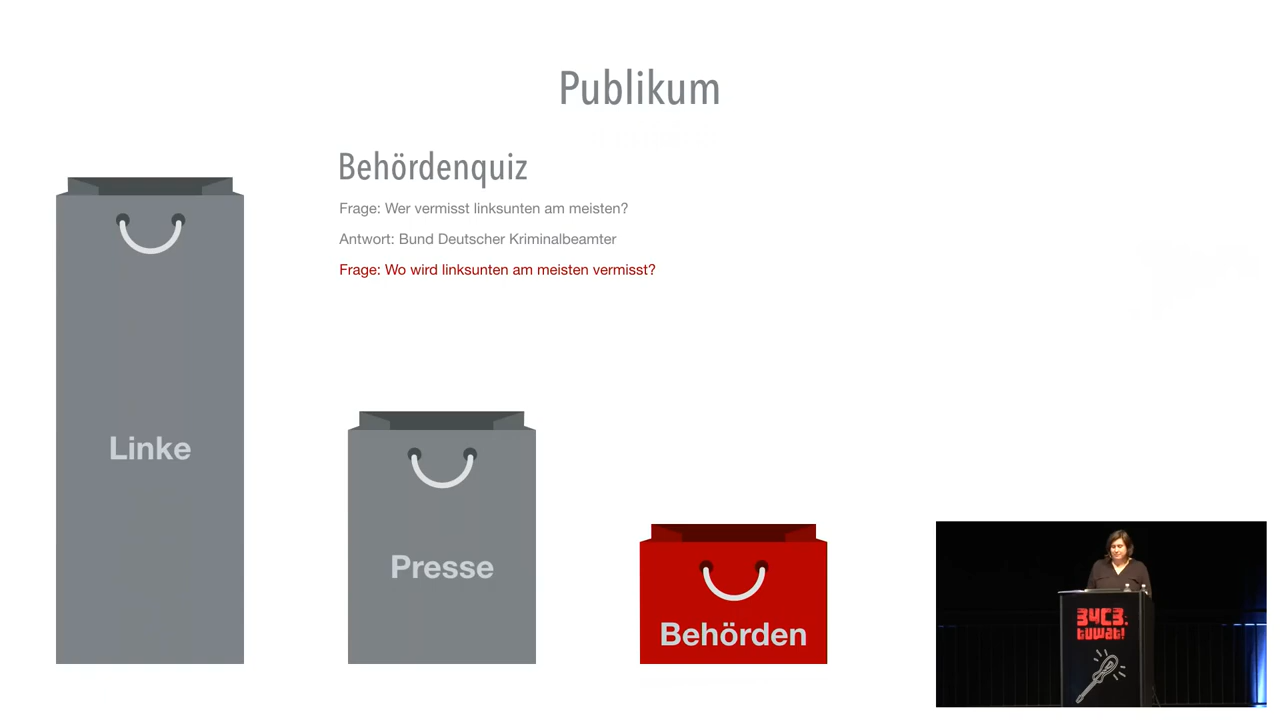 Publikum
Behördenquiz
Frage: Wer vermisst linksunten am meisten?
Antwort: Bund Deutscher Kriminalbeamter
Frage: Wo wird linksunten am meisten vermisst?
Linke
Presse
Behörden
34C3.
tuwat!